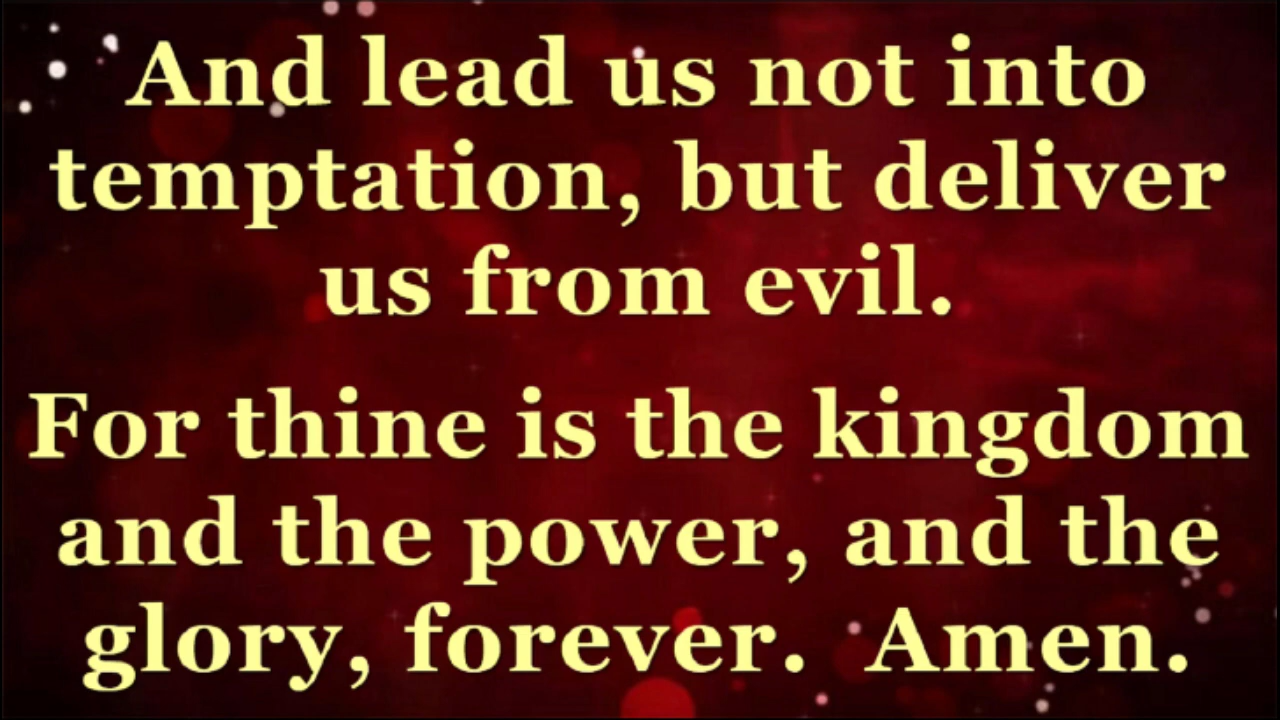 And lead us not into
temptation, but deliver
us from evil.
For thine is the kingdom
and the power, and the
glory, forever.  Amen.